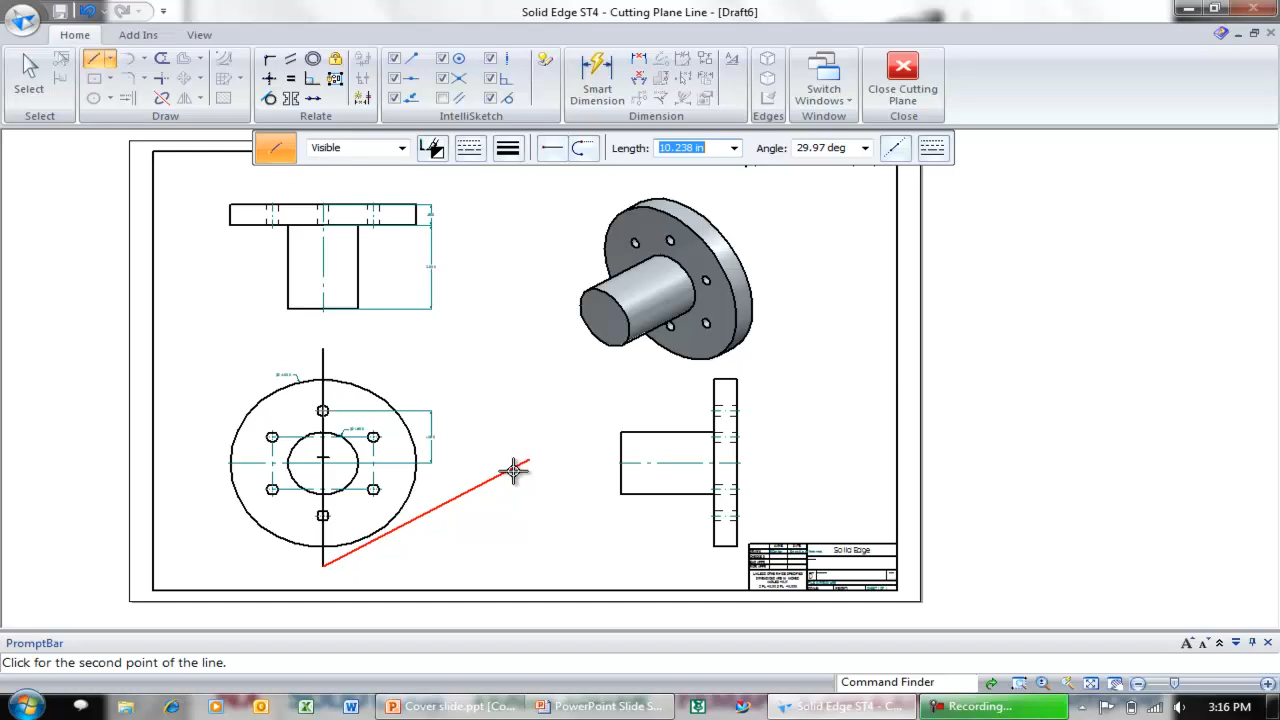 Solid Edge ST4 - Cutting Plane Line - [Draft6]
Home Add Ins View
Select
Smart Dimension
Switch Windows
Close Cutting Plane
Select Draw Relate IntelliSketch Dimension Edges Window Close
Visible Length: 10.238 in Angle: 29.97 deg
Solid Edge
PromptBar
Click for the second point of the line.
Command Finder
Cover slide.ppt [Co... PowerPoint Slide S... Solid Edge ST4 - C... Recording... 3:16 PM